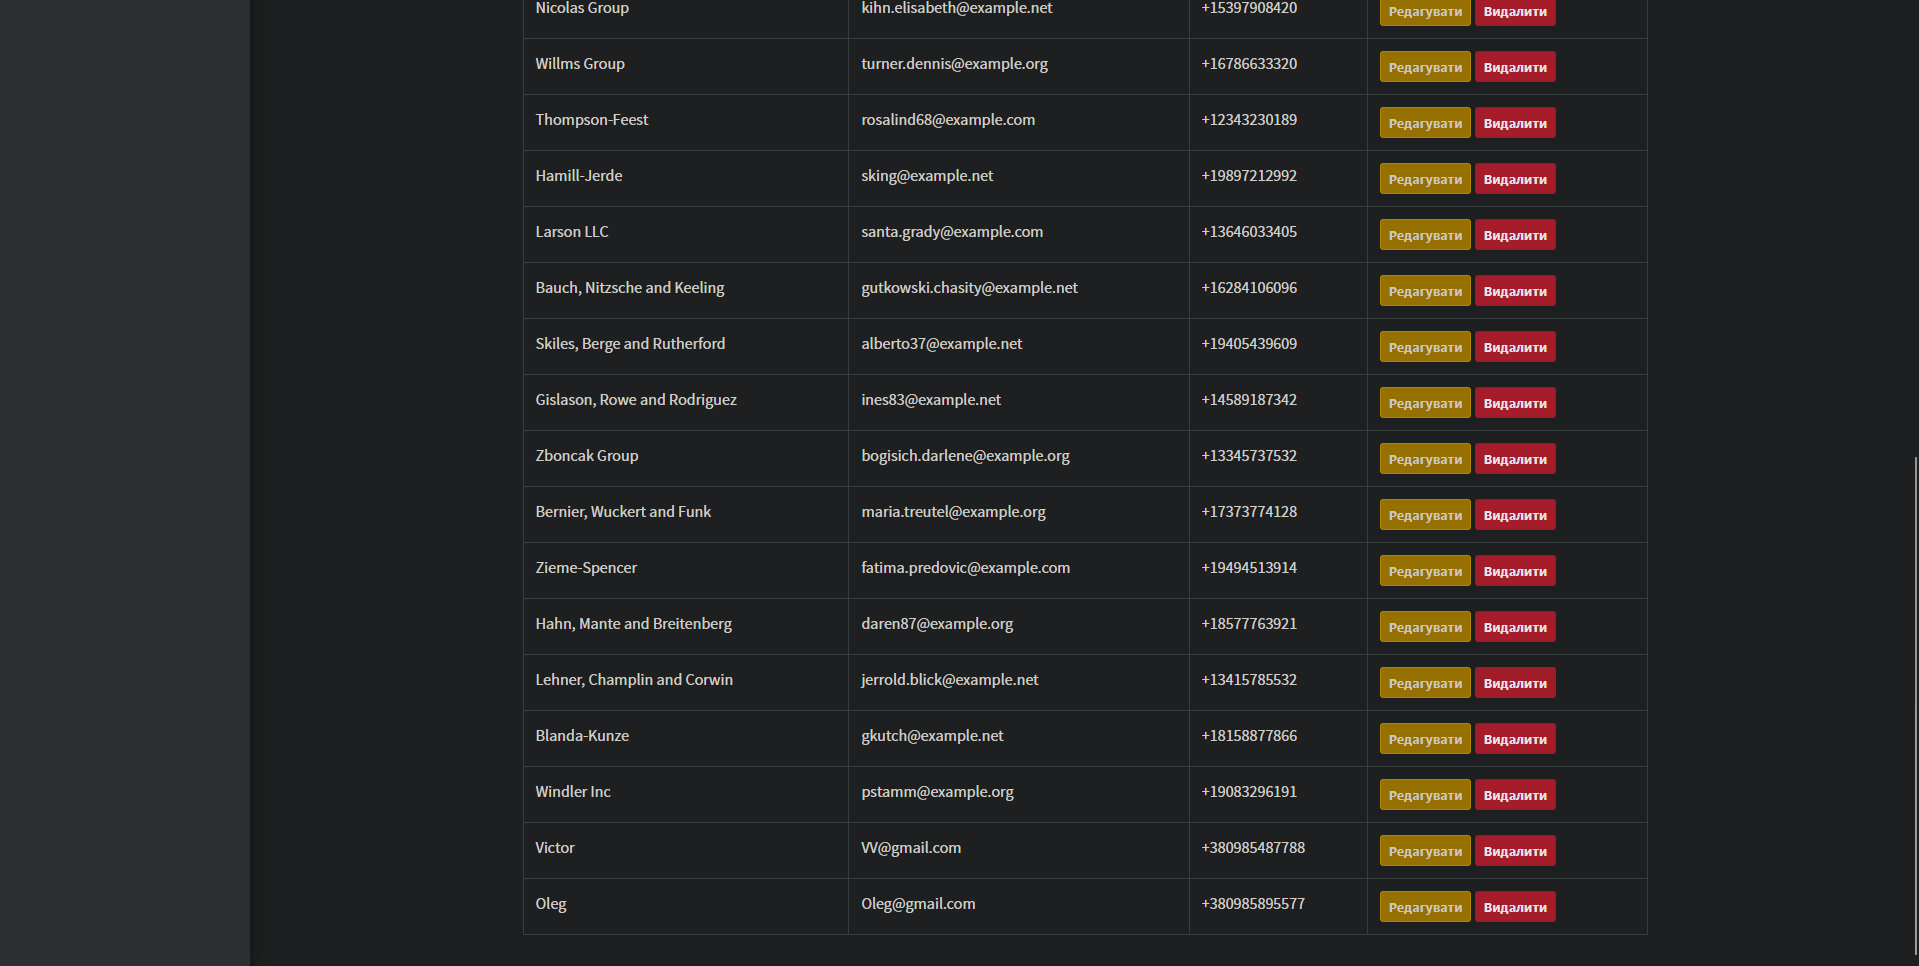 Nicolas Group kihn.elisabeth@example.net +15397908420 Редагувати Видалити
Willms Group turner.dennis@example.org +16786633320 Редагувати Видалити
Thompson-Feest rosalind68@example.com +12343230189 Редагувати Видалити
Hamill-Jerde sking@example.net +19897212992 Редагувати Видалити
Larson LLC santa.grady@example.com +13646033405 Редагувати Видалити
Bauch, Nitzsche and Keeling gutkowski.chasity@example.net +16284106096 Редагувати Видалити
Skiles, Berge and Rutherford alberto37@example.net +19405439609 Редагувати Видалити
Gislason, Rowe and Rodriguez ines83@example.net +14589187342 Редагувати Видалити
Zboncak Group bogisich.darlene@example.org +13345737532 Редагувати Видалити
Bernier, Wuckert and Funk maria.treutel@example.org +17373774128 Редагувати Видалити
Zieme-Spencer fatima.predovic@example.com +19494513914 Редагувати Видалити
Hahn, Mante and Breitenberg daren87@example.org +18577763921 Редагувати Видалити
Lehner, Champlin and Corwin jerrold.blick@example.net +13415785532 Редагувати Видалити
Blanda-Kunze gkutch@example.net +18158877866 Редагувати Видалити
Windler Inc pstamm@example.org +19083296191 Редагувати Видалити
Victor VV@gmail.com +380985487788 Редагувати Видалити
Oleg Oleg@gmail.com +380985895577 Редагувати Видалити